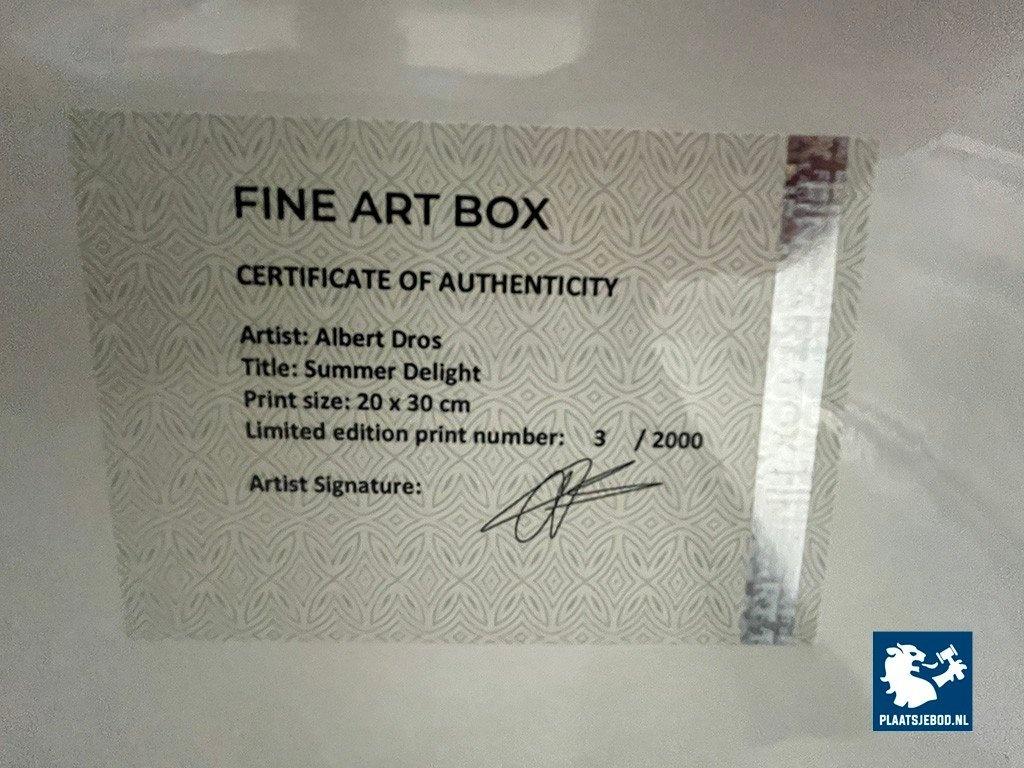 FINE ART BOX
CERTIFICATE OF AUTHENTICITY
Artist: Albert Dros
Title: Summer Delight
Print size: 20 x 30 cm
Limited edition print number: 3 / 2000
Artist Signature:
PLAATSJEBOD.NL